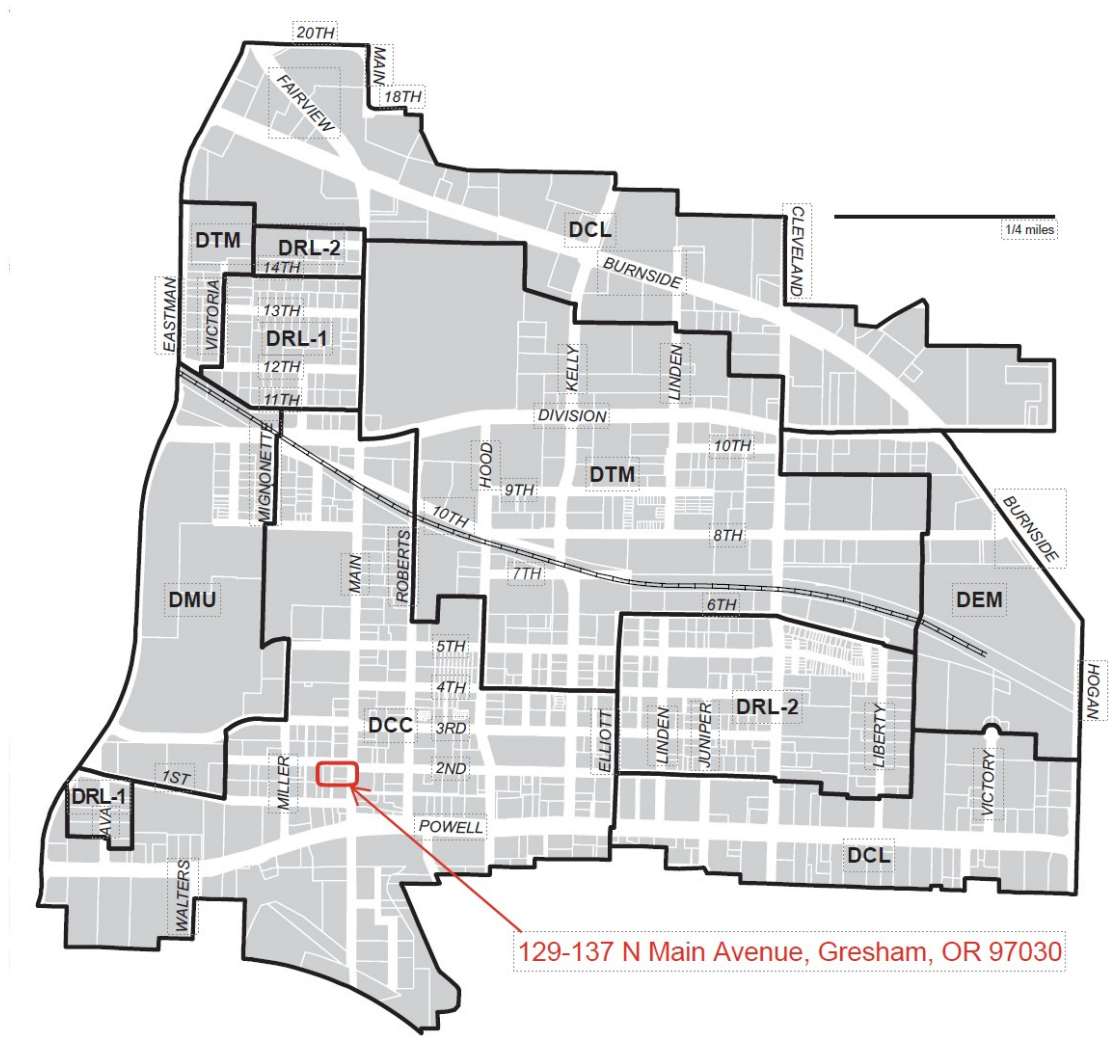 20TH
MAIN
FAIRVIEW
18TH
DCL
CLEVELAND
1/4 miles
DTM
DRL-2
14TH
BURNSIDE
EASTMAN
VICTORIA
13TH
DRL-1
12TH
11TH
KELLY
LINDEN
DIVISION
MIGNONETTE
HOOD
10TH
DTM
9TH
10TH
BURNSIDE
ROBERTS
8TH
MAIN
7TH
DMU
6TH
DEM
5TH
HOGAN
4TH
DRL-2
DCC
3RD
ELLIOTT
LINDEN
JUNIPER
LIBERTY
1ST
MILLER
2ND
VICTORY
DRL-1
AVA
POWELL
DCL
WALTERS
129-137 N Main Avenue, Gresham, OR 97030